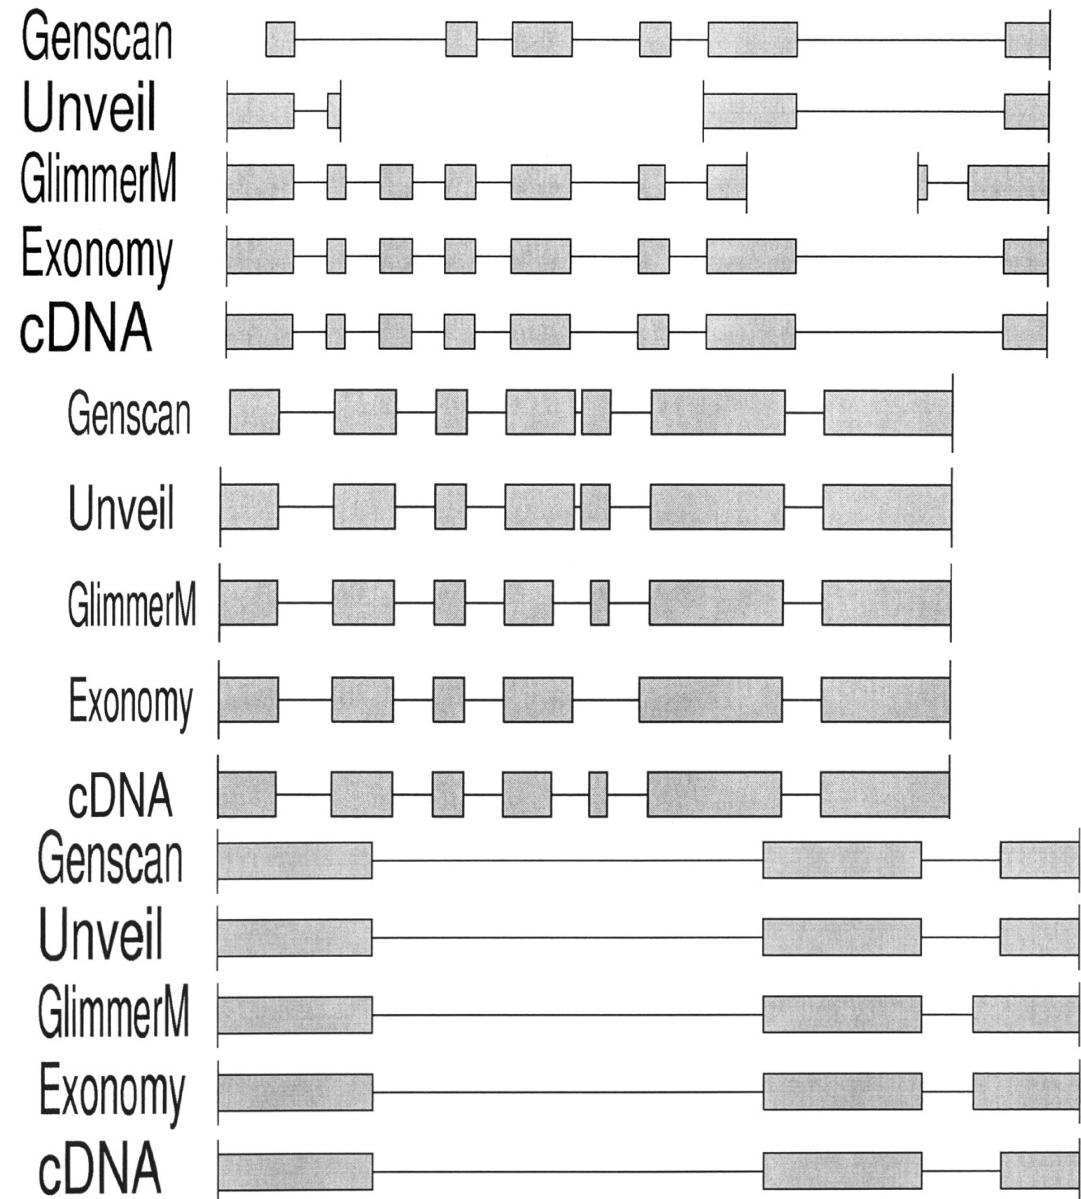 Genscan
Unveil
GlimmerM
Exonomy
cDNA
Genscan
Unveil
GlimmerM
Exonomy
cDNA
Genscan
Unveil
GlimmerM
Exonomy
cDNA